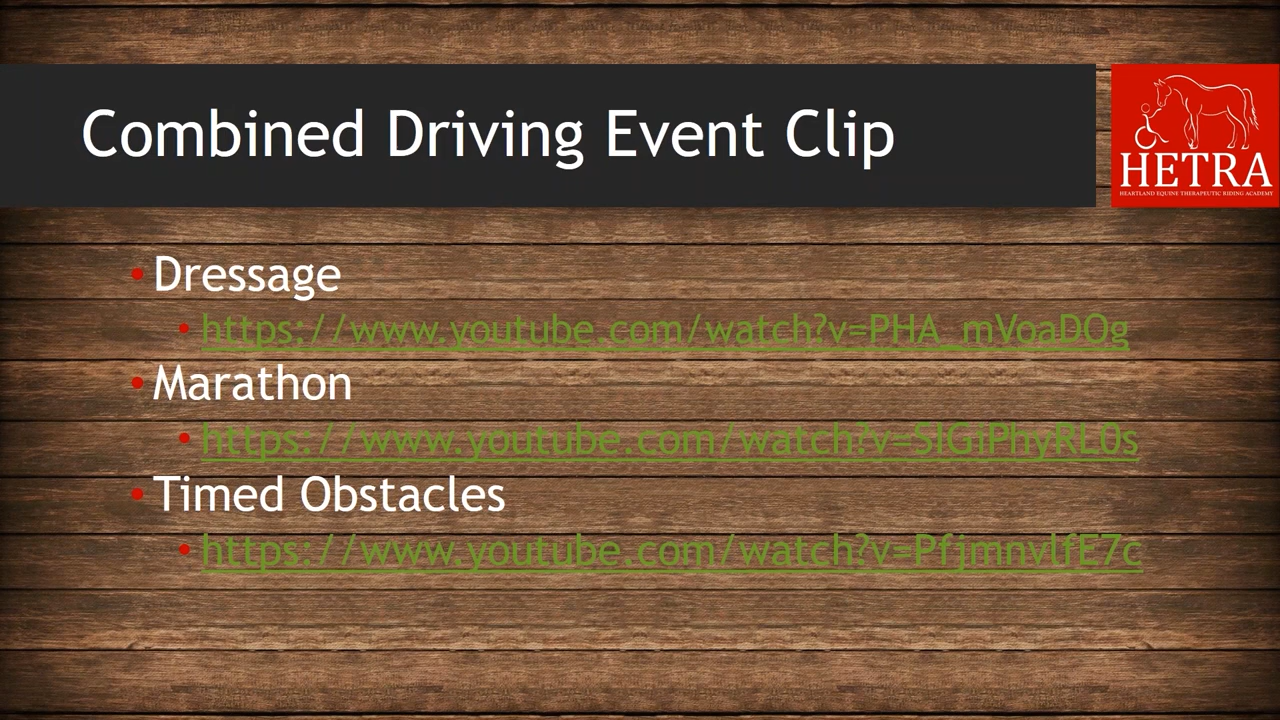 Combined Driving Event Clip
HETRA
HEARTLAND EQUINE THERAPEUTIC RIDING ACADEMY
• Dressage
• https://www.youtube.com/watch?v=PHA_mVoaDOg
• Marathon
• https://www.youtube.com/watch?v=SIGiPhyRL0s
• Timed Obstacles
• https://www.youtube.com/watch?v=PfjmnvlfE7c